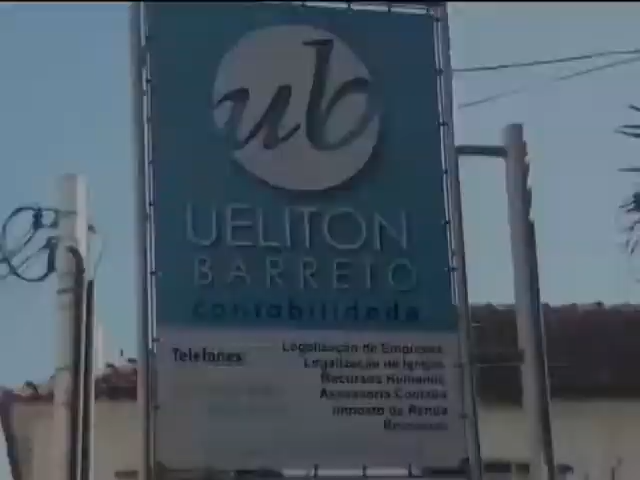 ub
UELITON
BARRETO
contabilidade
Telefones
Legalização de Empresas
Legalização de Igrejas
Recursos Humanos
Assessoria Contábil
Imposto de Renda